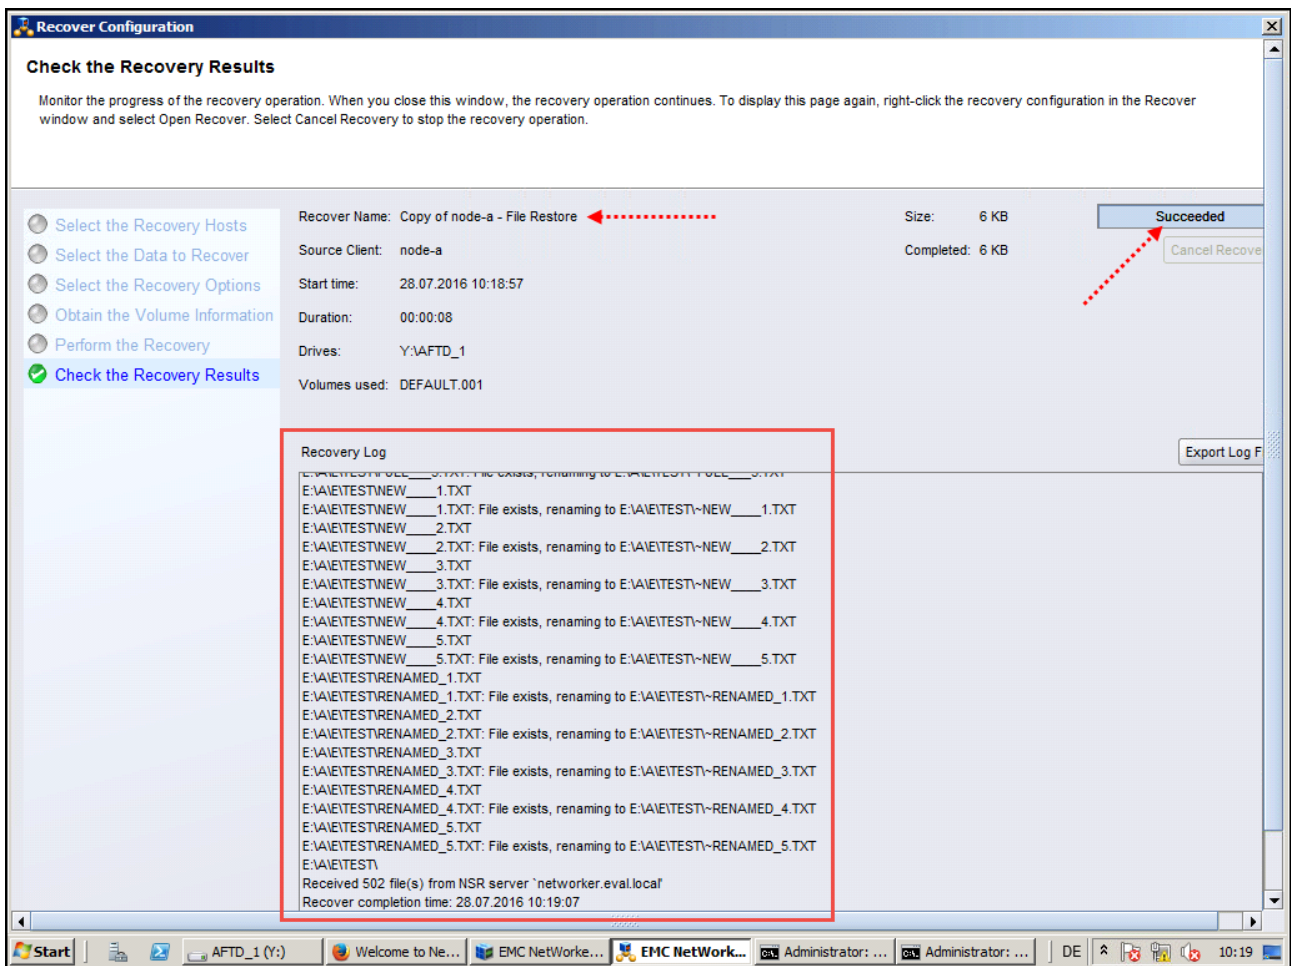 Recover Configuration
Check the Recovery Results
Monitor the progress of the recovery operation. When you close this window, the recovery operation continues. To display this page again, right-click the recovery configuration in the Recover
window and select Open Recover. Select Cancel Recovery to stop the recovery operation.
Select the Recovery Hosts
Select the Data to Recover
Select the Recovery Options
Obtain the Volume Information
Perform the Recovery
Check the Recovery Results
Recover Name: Copy of node-a - File Restore
Size: 6 KB
Succeeded
Source Client: node-a
Completed: 6 KB
Cancel Recove
Start time: 28.07.2016 10:18:57
Duration: 00:00:08
Drives: Y:\AFTD_1
Volumes used: DEFAULT.001
Recovery Log
Export Log F
E:\A\E\TEST\FULL____5.TXT: File exists, renaming to E:\A\E\TEST\~FULL____5.TXT
E:\A\E\TEST\NEW____1.TXT
E:\A\E\TEST\NEW____1.TXT: File exists, renaming to E:\A\E\TEST\~NEW____1.TXT
E:\A\E\TEST\NEW____2.TXT
E:\A\E\TEST\NEW____2.TXT: File exists, renaming to E:\A\E\TEST\~NEW____2.TXT
E:\A\E\TEST\NEW____3.TXT
E:\A\E\TEST\NEW____3.TXT: File exists, renaming to E:\A\E\TEST\~NEW____3.TXT
E:\A\E\TEST\NEW____4.TXT
E:\A\E\TEST\NEW____4.TXT: File exists, renaming to E:\A\E\TEST\~NEW____4.TXT
E:\A\E\TEST\NEW____5.TXT
E:\A\E\TEST\NEW____5.TXT: File exists, renaming to E:\A\E\TEST\~NEW____5.TXT
E:\A\E\TEST\RENAMED_1.TXT
E:\A\E\TEST\RENAMED_1.TXT: File exists, renaming to E:\A\E\TEST\~RENAMED_1.TXT
E:\A\E\TEST\RENAMED_2.TXT
E:\A\E\TEST\RENAMED_2.TXT: File exists, renaming to E:\A\E\TEST\~RENAMED_2.TXT
E:\A\E\TEST\RENAMED_3.TXT
E:\A\E\TEST\RENAMED_3.TXT: File exists, renaming to E:\A\E\TEST\~RENAMED_3.TXT
E:\A\E\TEST\RENAMED_4.TXT
E:\A\E\TEST\RENAMED_4.TXT: File exists, renaming to E:\A\E\TEST\~RENAMED_4.TXT
E:\A\E\TEST\RENAMED_5.TXT
E:\A\E\TEST\RENAMED_5.TXT: File exists, renaming to E:\A\E\TEST\~RENAMED_5.TXT
E:\A\E\TEST\
Received 502 file(s) from NSR server `networker.eval.local'
Recover completion time: 28.07.2016 10:19:07
Start
AFTD_1 (Y:)
Welcome to Ne...
EMC NetWorke...
EMC NetWork...
Administrator: ...
Administrator: ...
DE
10:19